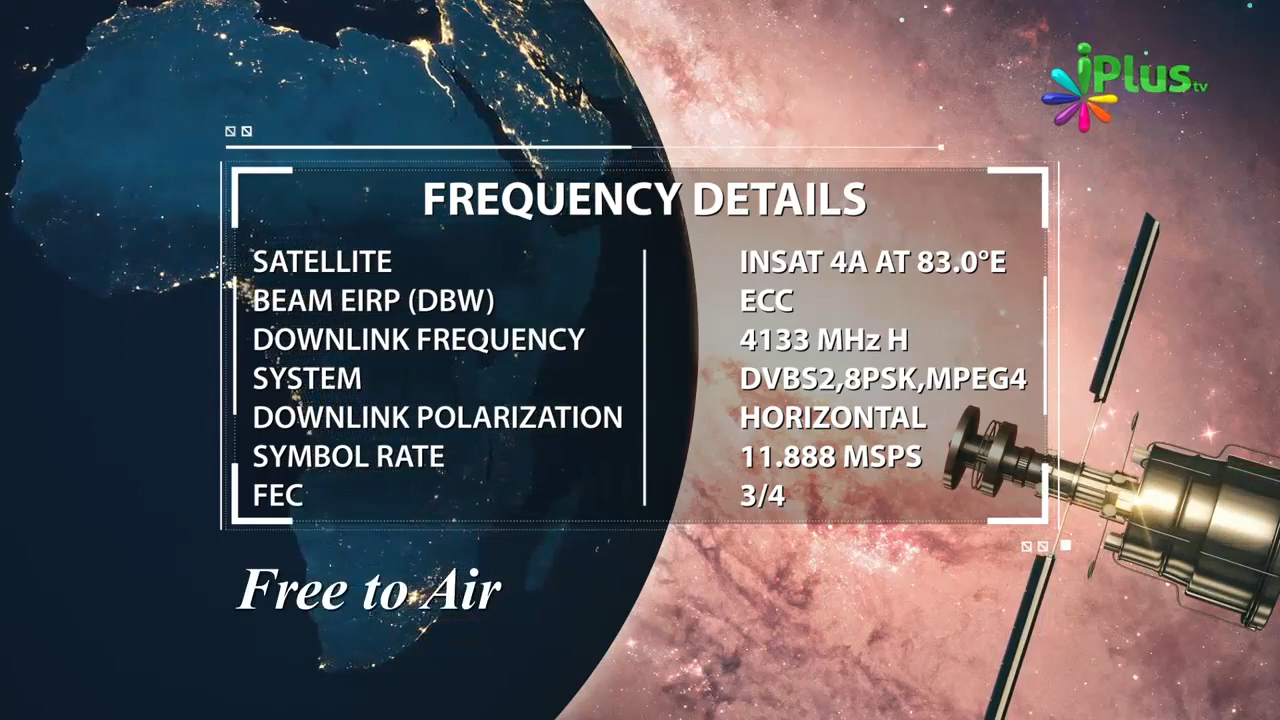 iPlus tv
FREQUENCY DETAILS
SATELLITE INSAT 4A AT 83.0°E
BEAM EIRP (DBW) ECC
DOWNLINK FREQUENCY 4133 MHz H
SYSTEM DVBS2,8PSK,MPEG4
DOWNLINK POLARIZATION HORIZONTAL
SYMBOL RATE 11.888 MSPS
FEC 3/4
Free to Air